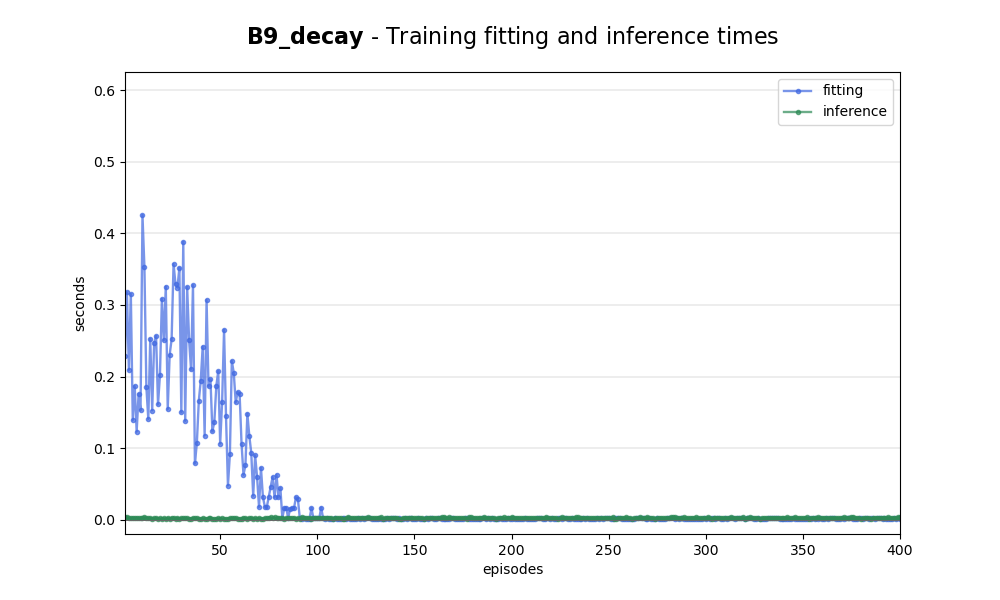 B9_decay - Training fitting and inference times
fitting
inference
0.6
0.5
0.4
0.3
0.2
0.1
0.0
seconds
50 100 150 200 250 300 350 400
episodes